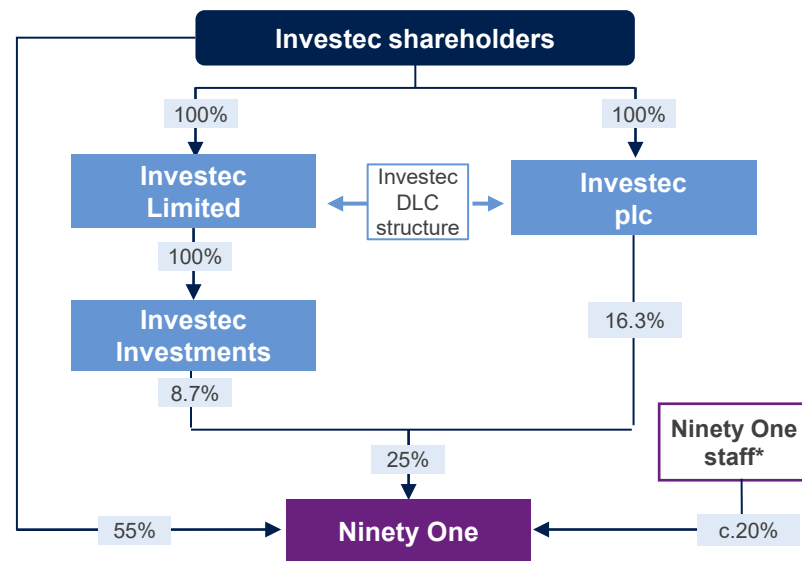 Investec shareholders
100%
100%
Investec
Limited
Investec
DLC
structure
Investec
plc
100%
Investec
Investments
16.3%
8.7%
25%
Ninety One
staff*
55%
Ninety One
c.20%